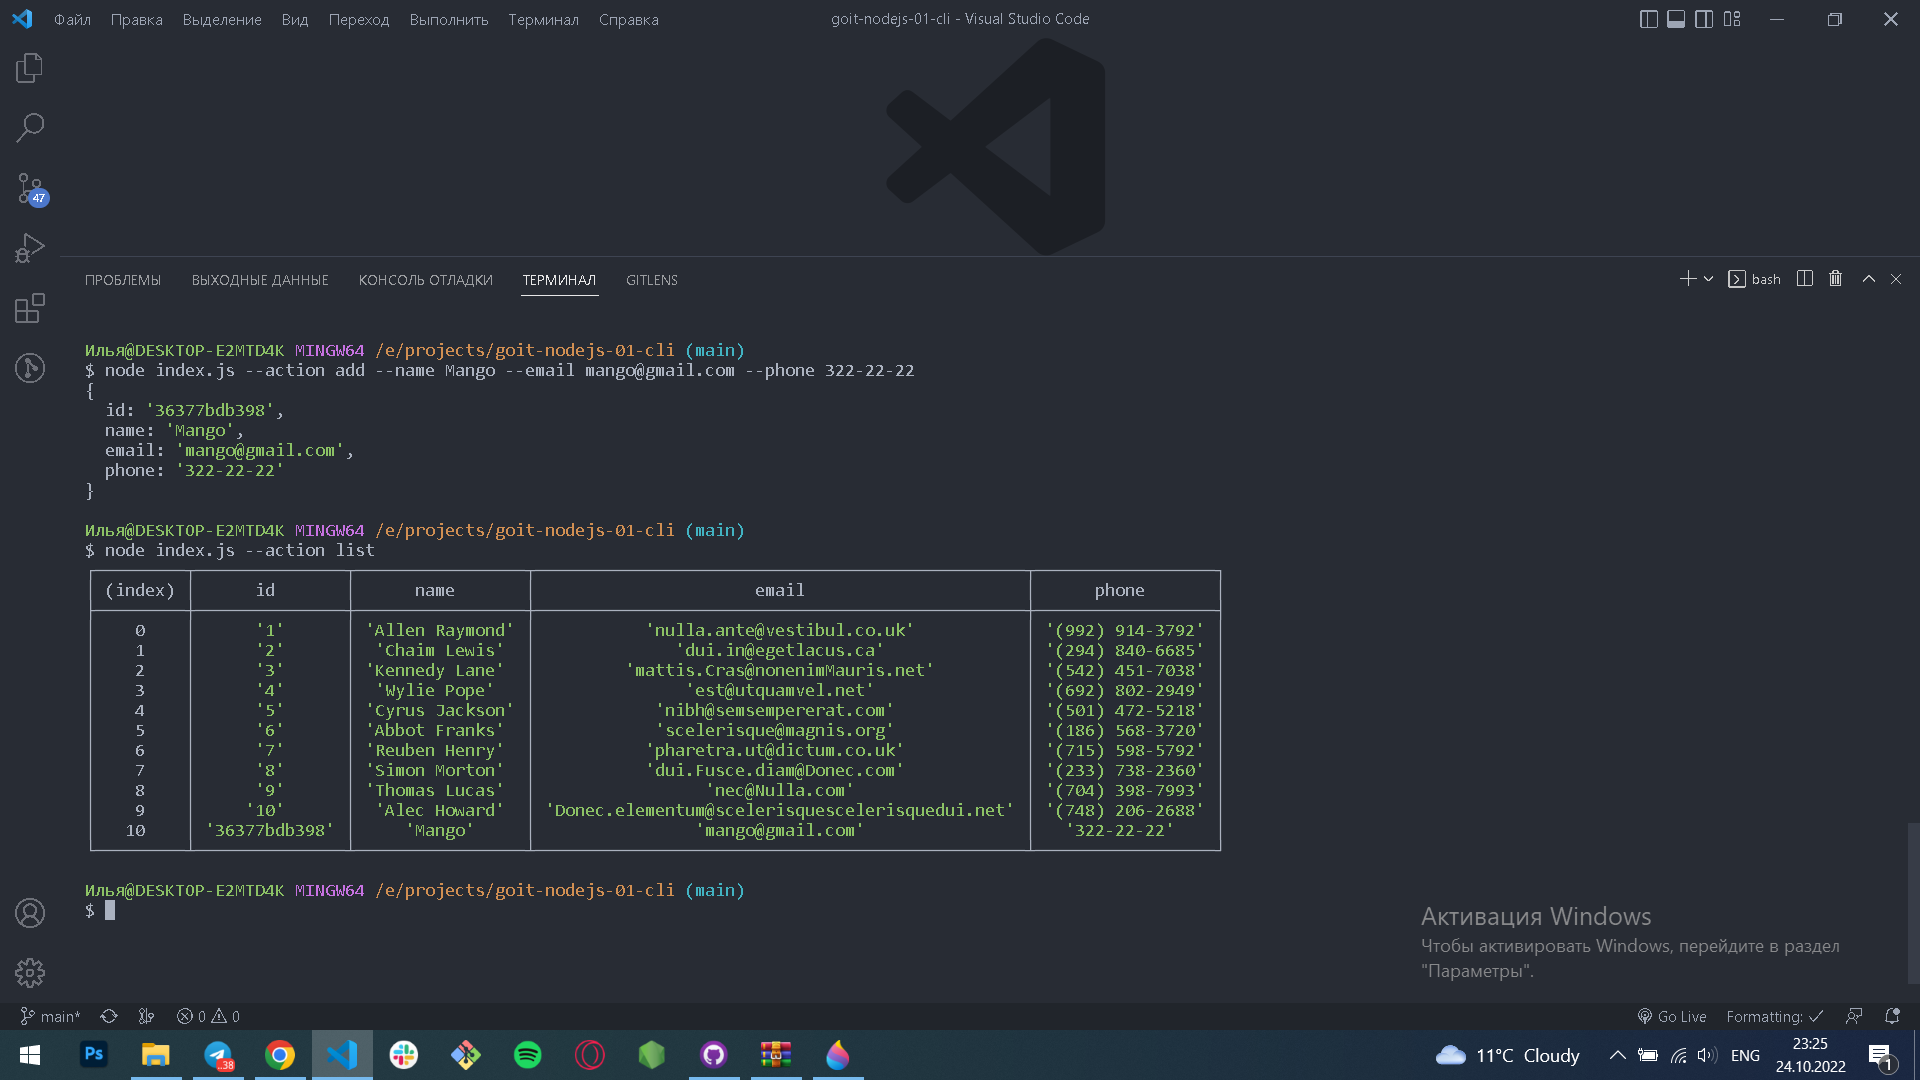 Файл Правка Выделение Вид Переход Выполнить Терминал Справка
goit-nodejs-01-cli - Visual Studio Code
47
ПРОБЛЕМЫ ВЫХОДНЫЕ ДАННЫЕ КОНСОЛЬ ОТЛАДКИ ТЕРМИНАЛ GITLENS
bash
Илья@DESKTOP-E2MTD4K MINGW64 /e/projects/goit-nodejs-01-cli (main)
$ node index.js --action add --name Mango --email mango@gmail.com --phone 322-22-22
{
id: '36377bdb398',
name: 'Mango',
email: 'mango@gmail.com',
phone: '322-22-22'
}
Илья@DESKTOP-E2MTD4K MINGW64 /e/projects/goit-nodejs-01-cli (main)
$ node index.js --action list
(index) id name email phone
0 '1' 'Allen Raymond' 'nulla.ante@vestibul.co.uk' '(992) 914-3792'
1 '2' 'Chaim Lewis' 'dui.in@egetlacus.ca' '(294) 840-6685'
2 '3' 'Kennedy Lane' 'mattis.Cras@nonenimMauris.net' '(542) 451-7038'
3 '4' 'Wylie Pope' 'est@utquamvel.net' '(692) 802-2949'
4 '5' 'Cyrus Jackson' 'nibh@semsempererat.com' '(501) 472-5218'
5 '6' 'Abbot Franks' 'scelerisque@magnis.org' '(186) 568-3720'
6 '7' 'Reuben Henry' 'pharetra.ut@dictum.co.uk' '(715) 598-5792'
7 '8' 'Simon Morton' 'dui.Fusce.diam@Donec.com' '(233) 738-2360'
8 '9' 'Thomas Lucas' 'nec@Nulla.com' '(704) 398-7993'
9 '10' 'Alec Howard' 'Donec.elementum@scelerisquescelerisquedui.net' '(748) 206-2688'
10 '36377bdb398' 'Mango' 'mango@gmail.com' '322-22-22'
Илья@DESKTOP-E2MTD4K MINGW64 /e/projects/goit-nodejs-01-cli (main)
$
Активация Windows
Чтобы активировать Windows, перейдите в раздел
"Параметры".
main* 0 0 Go Live Formatting:
Ps
..38
11°C Cloudy
ENG
23:25
24.10.2022
1